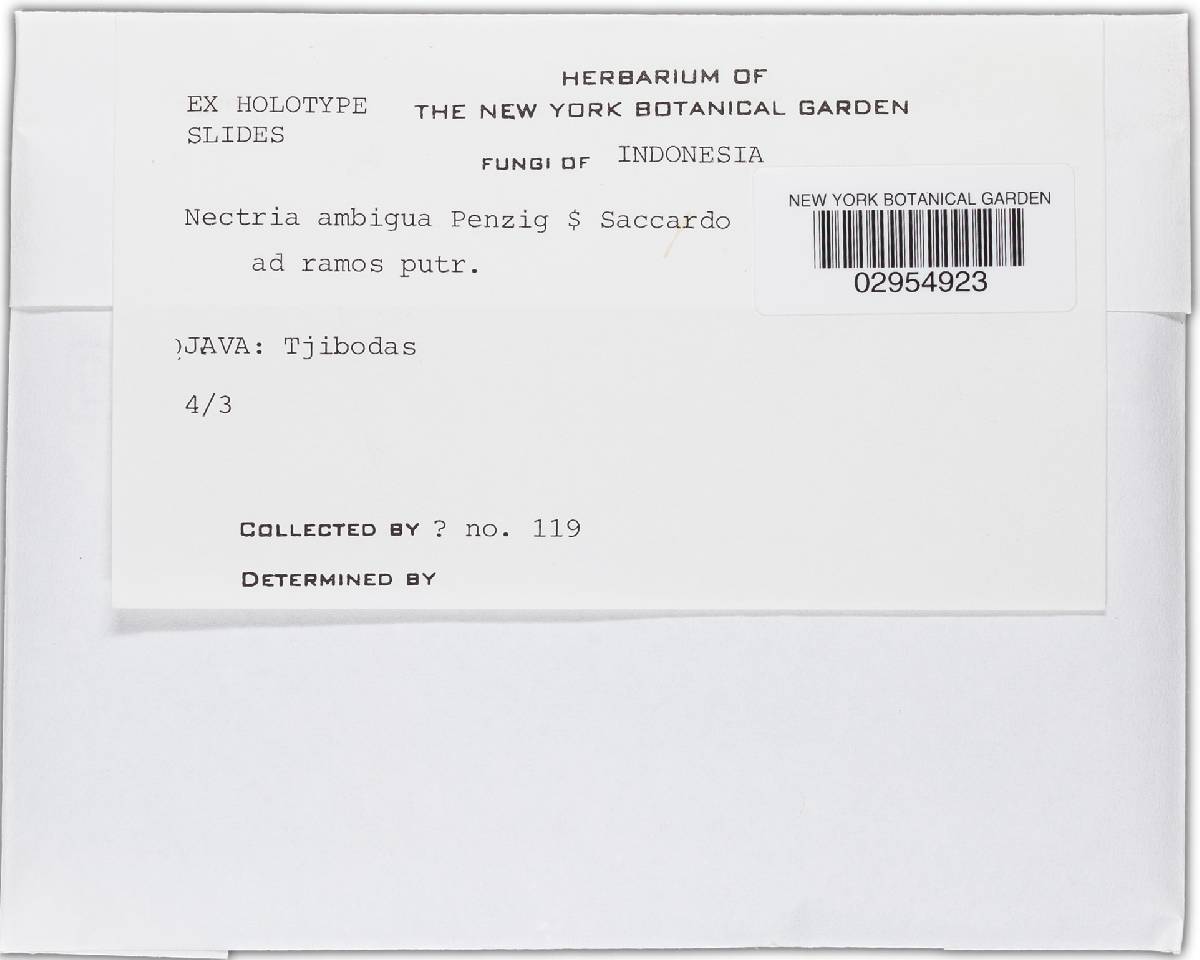 HERBARIUM OF
THE NEW YORK BOTANICAL GARDEN
EX HOLOTYPE
SLIDES
FUNGI OF INDONESIA
NEW YORK BOTANICAL GARDEN
02954923
Nectria ambigua Penzig $ Saccardo
ad ramos putr.
)JAVA: Tjibodas
4/3
COLLECTED BY ? no. 119
DETERMINED BY